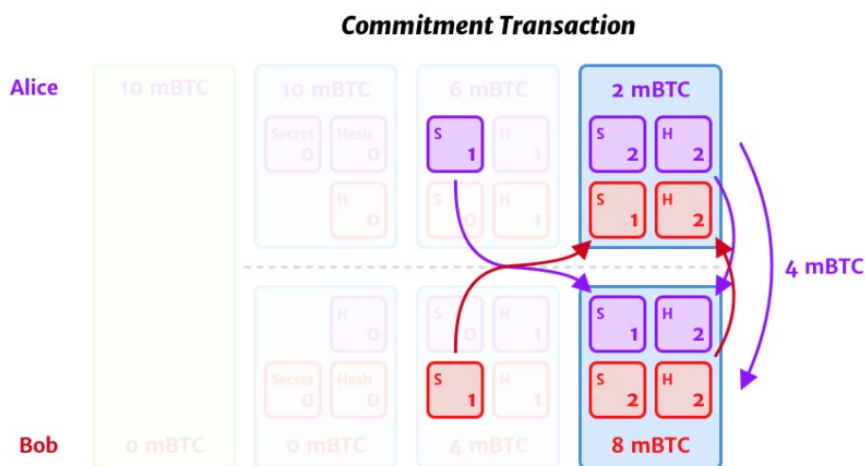 Commitment Transaction
Alice 10 mBTC 10 mBTC 6 mBTC 2 mBTC
Secret 0 Hash 0 S 1 H 1 S 2 H 2
H 0 S 0 H 1 S 1 H 2
4 mBTC
H 0 S 0 H 1 S 1 H 2
Secret 0 Hash 0 S 1 H 1 S 2 H 2
Bob 0 mBTC 0 mBTC 4 mBTC 8 mBTC